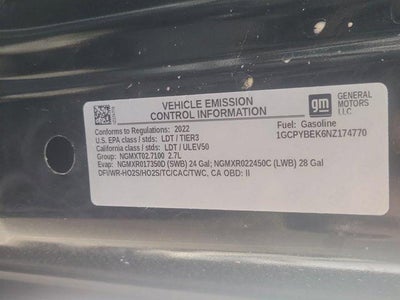 VEHICLE EMISSION
CONTROL INFORMATION
gm
GENERAL
MOTORS
LLC
Conforms to Regulations: 2022
Fuel: Gasoline
U.S. EPA class / stds: LDT / TIER3
1GCPYBEK6NZ174770
California class / stds: LDT / ULEV50
Group: NGMXT02.7100 2.7L
Evap: NGMXR017350D (SWB) 24 Gal; NGMXR022450C (LWB) 28 Gal
DFI/WR-HO2S/HO2S/TC/CAC/TWC, CA OBD: II